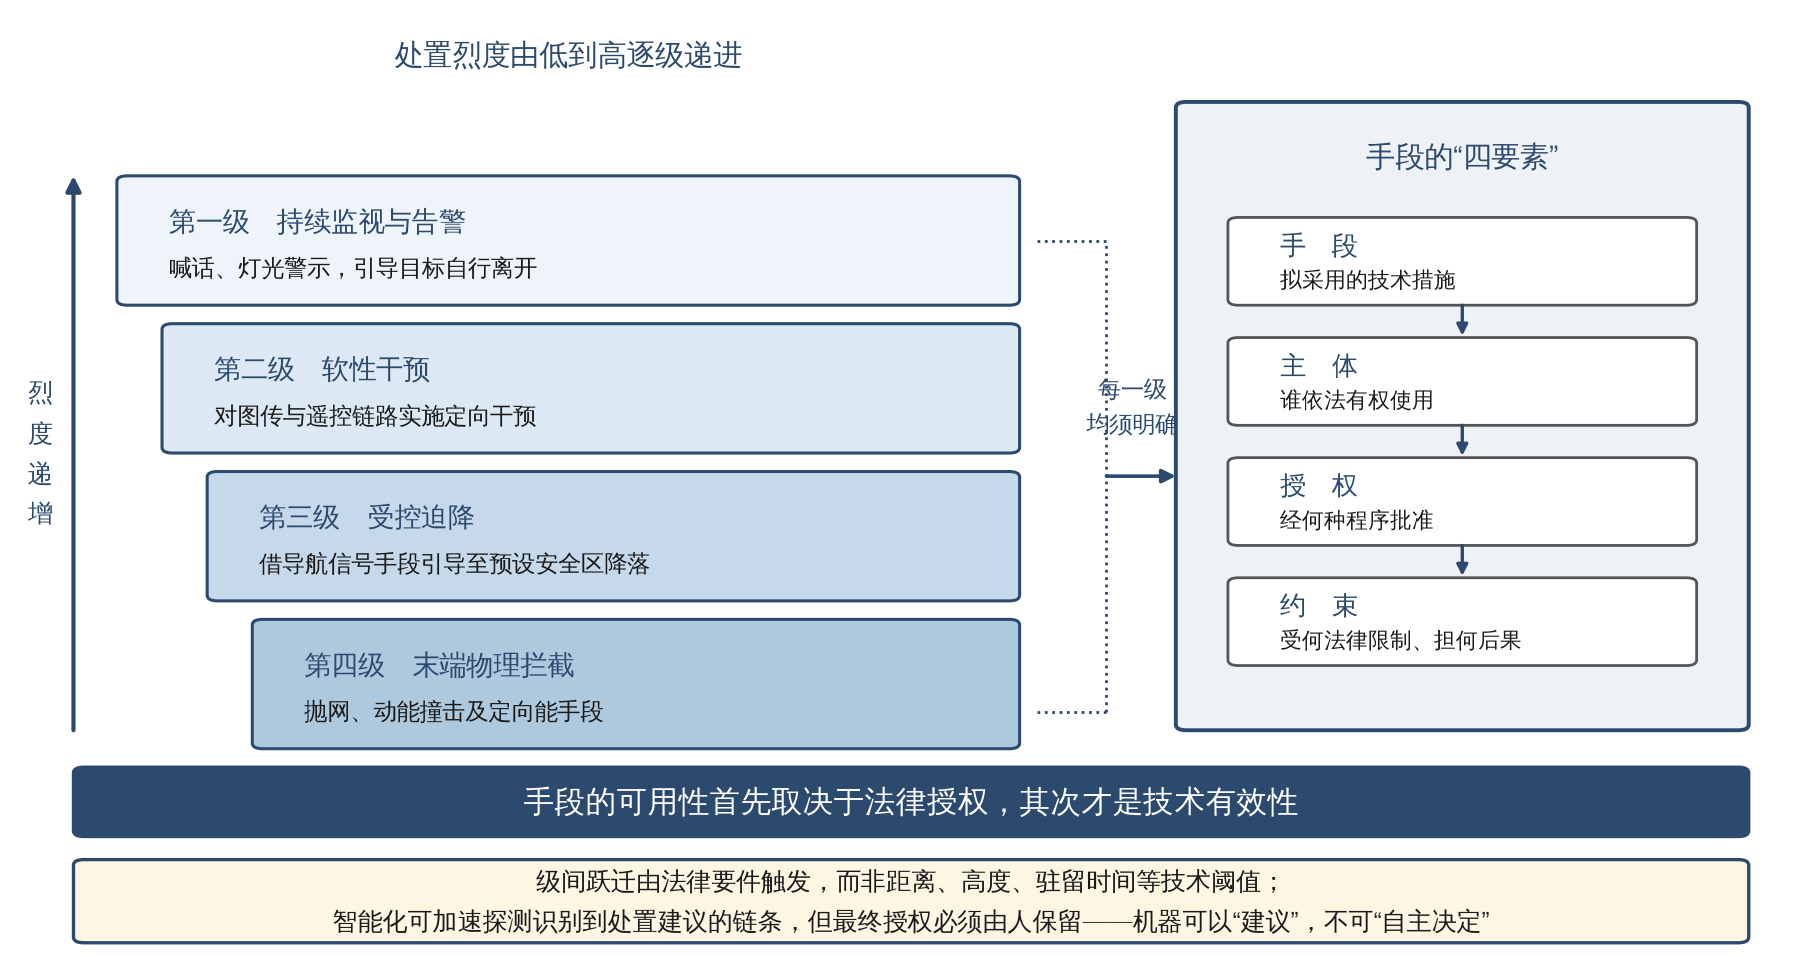 处置烈度由低到高逐级递进
烈
度
递
增
第一级　持续监视与告警
喊话、灯光警示，引导目标自行离开
第二级　软性干预
对图传与遥控链路实施定向干预
第三级　受控迫降
借导航信号手段引导至预设安全区降落
第四级　末端物理拦截
抛网、动能撞击及定向能手段
每一级
均须明确
手段的“四要素”
手　段
拟采用的技术措施
主　体
谁依法有权使用
授　权
经何种程序批准
约　束
受何法律限制、担何后果
手段的可用性首先取决于法律授权，其次才是技术有效性
级间跃迁由法律要件触发，而非距离、高度、驻留时间等技术阈值；
智能化可加速探测识别到处置建议的链条，但最终授权必须由人保留——机器可以“建议”，不可“自主决定”